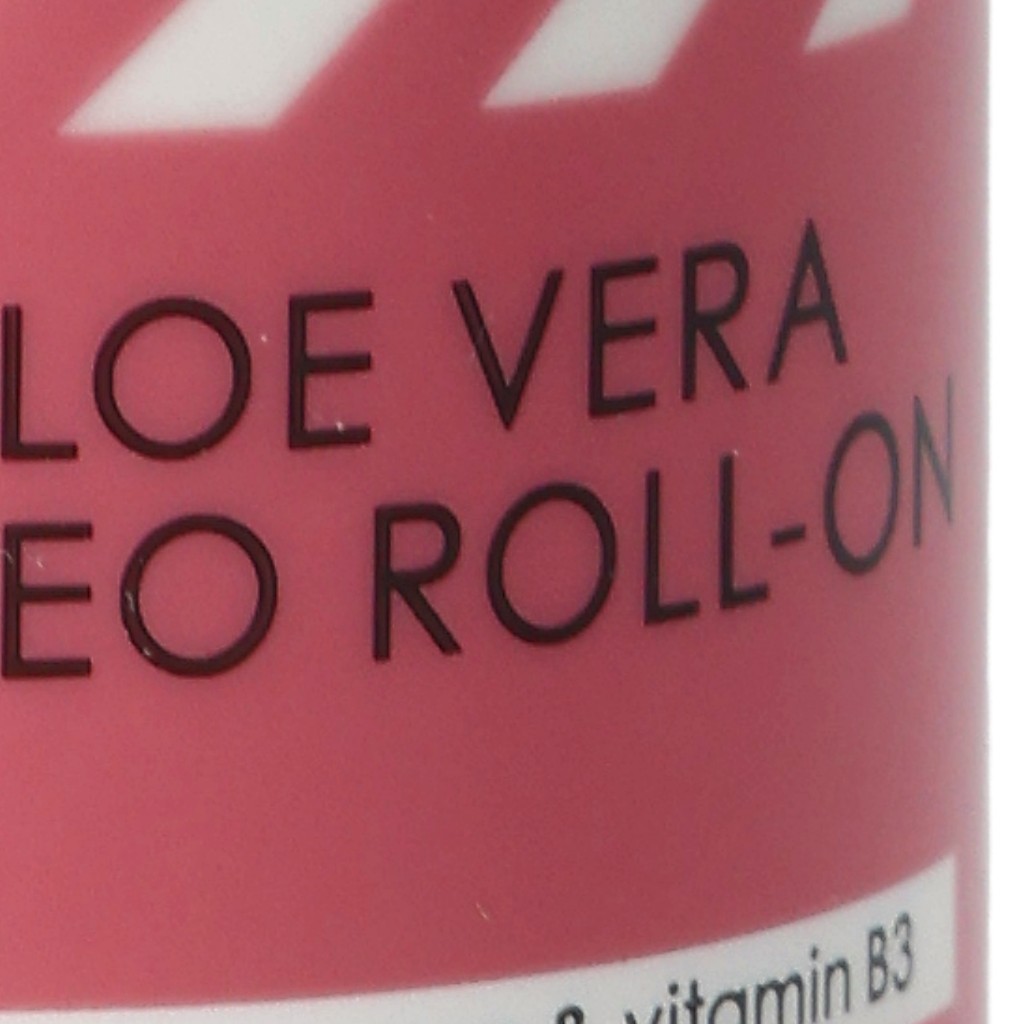 LOE VERA
EO ROLL-ON
& vitamin B3